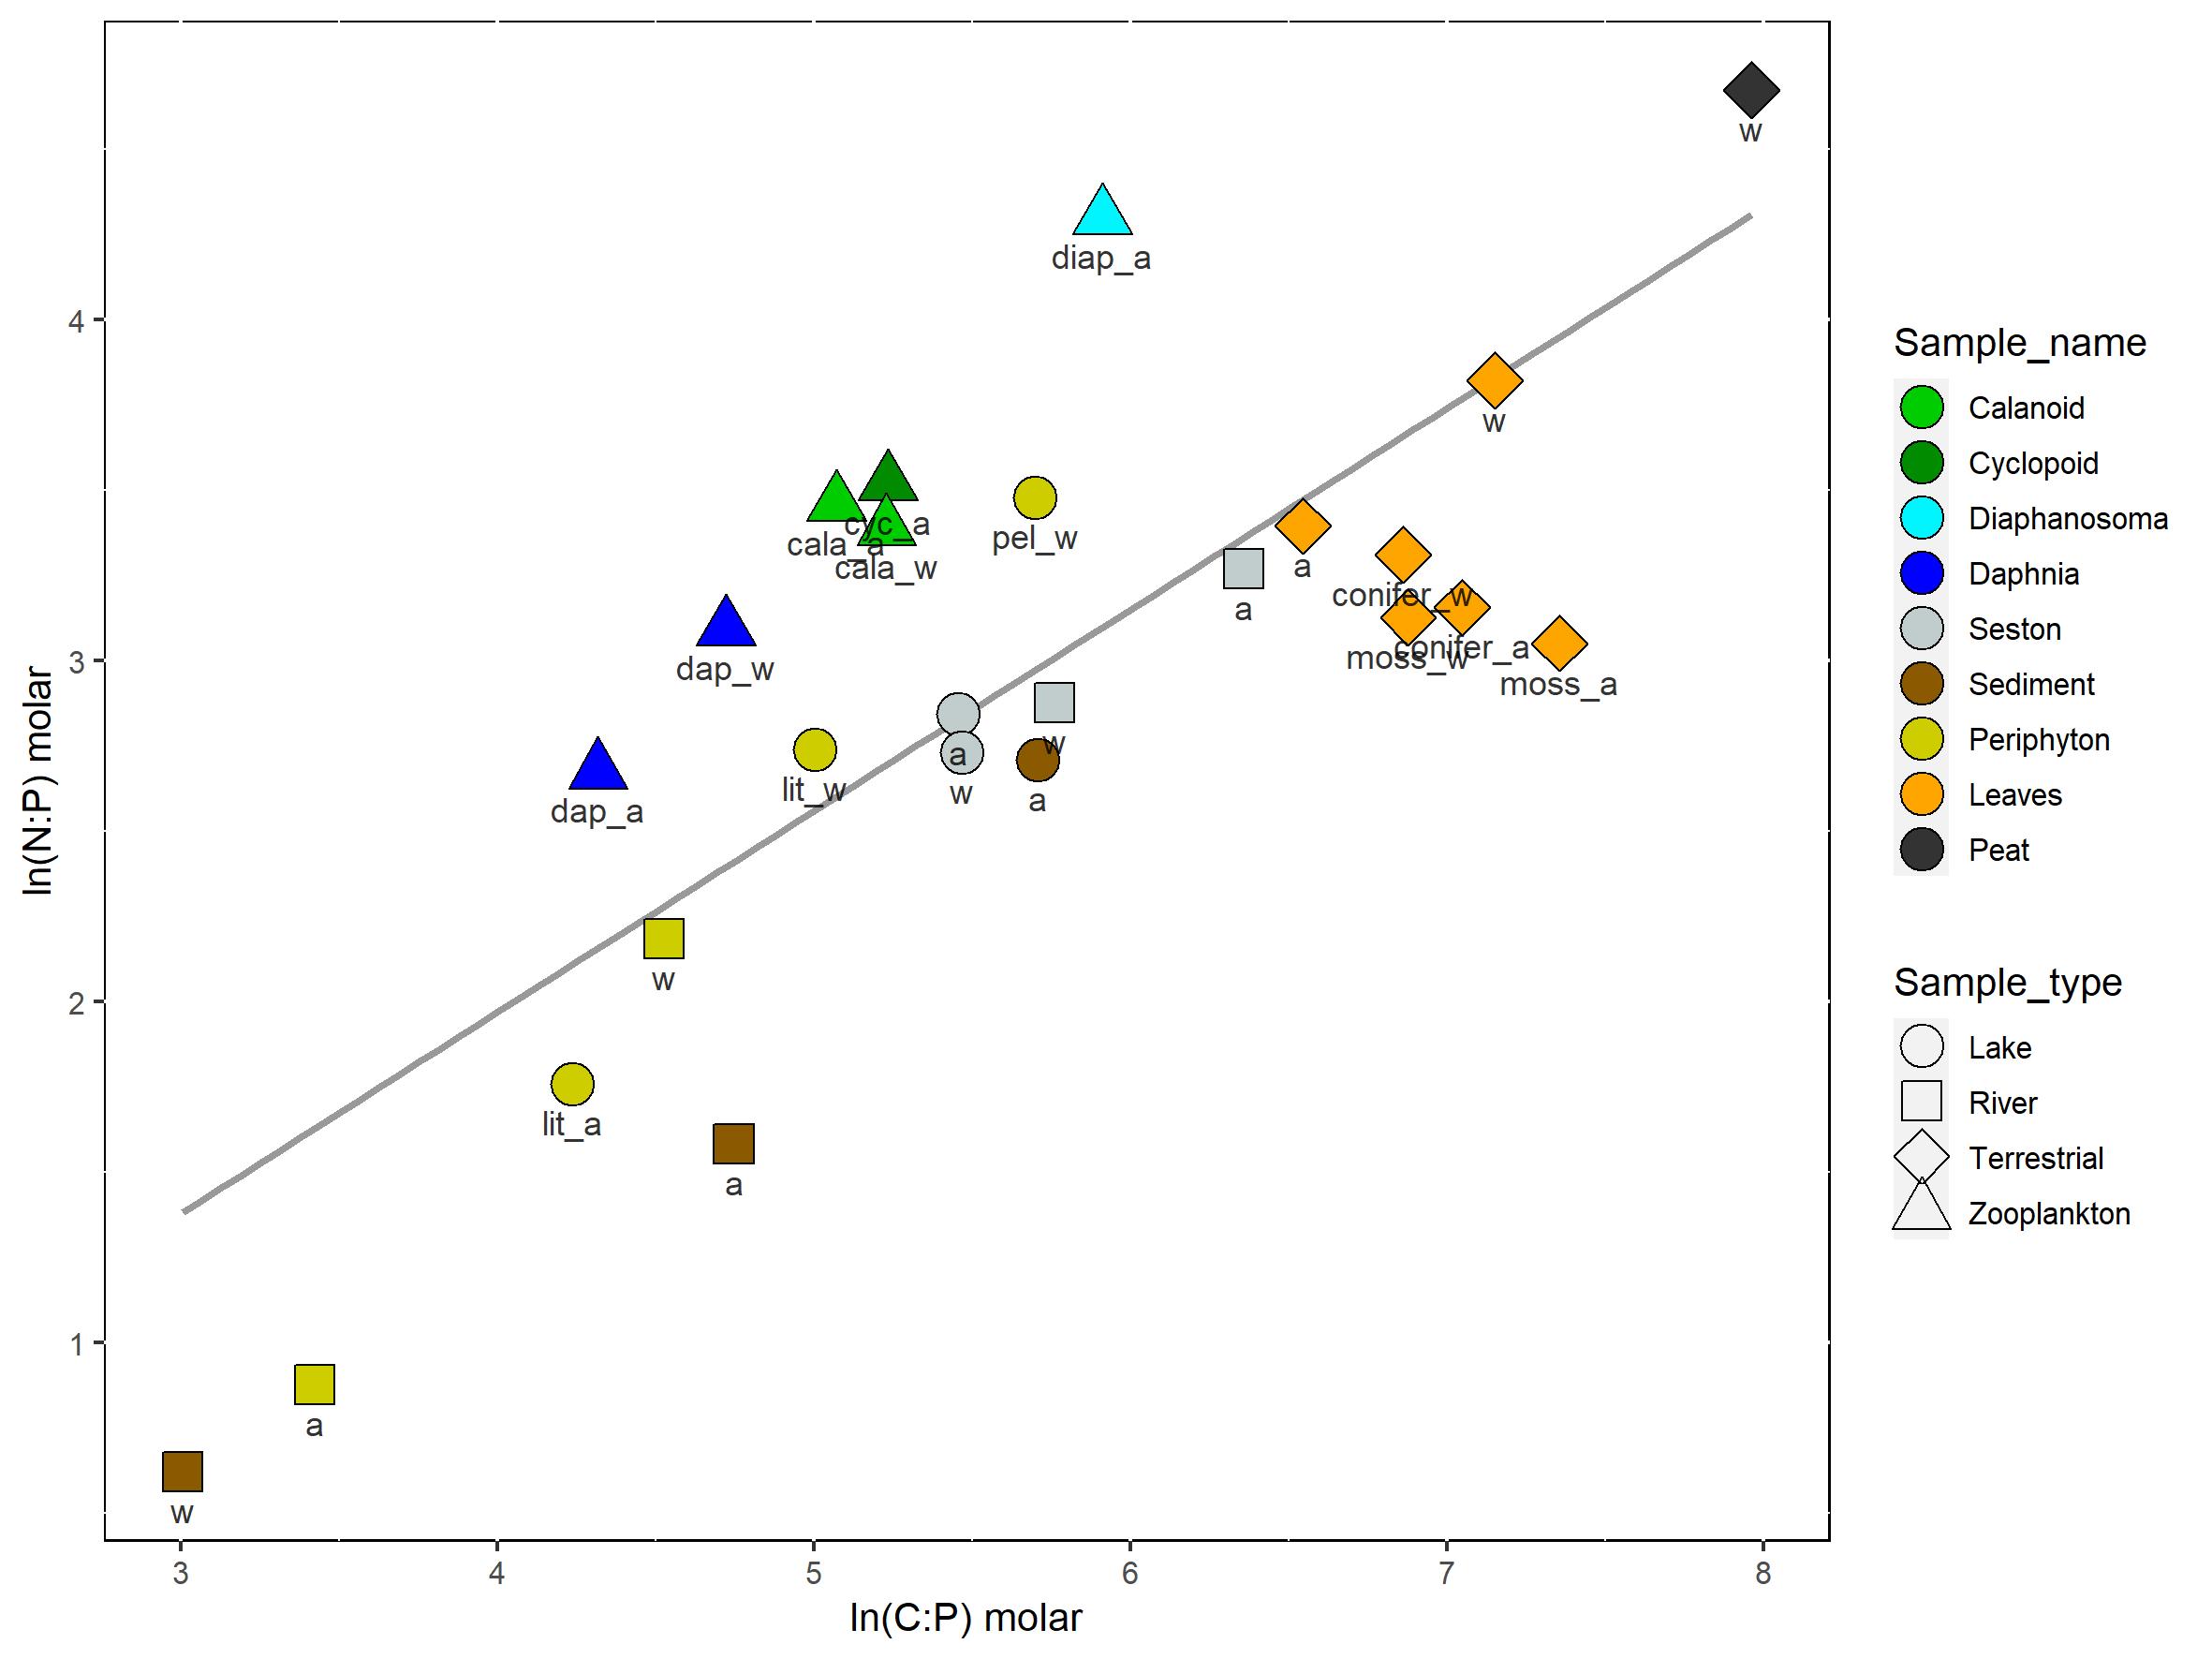 w
diap_a
4
w
cyc_a
cala_a
cala_w
pel_w
a
a
conifer_w
conifer_a
moss_w
moss_a
3
dap_w
w
a
w
a
lit_w
dap_a
w
2
lit_a
a
1
a
w
3 4 5 6 7 8
ln(C:P) molar
ln(N:P) molar
Sample_name
Calanoid
Cyclopoid
Diaphanosoma
Daphnia
Seston
Sediment
Periphyton
Leaves
Peat
Sample_type
Lake
River
Terrestrial
Zooplankton